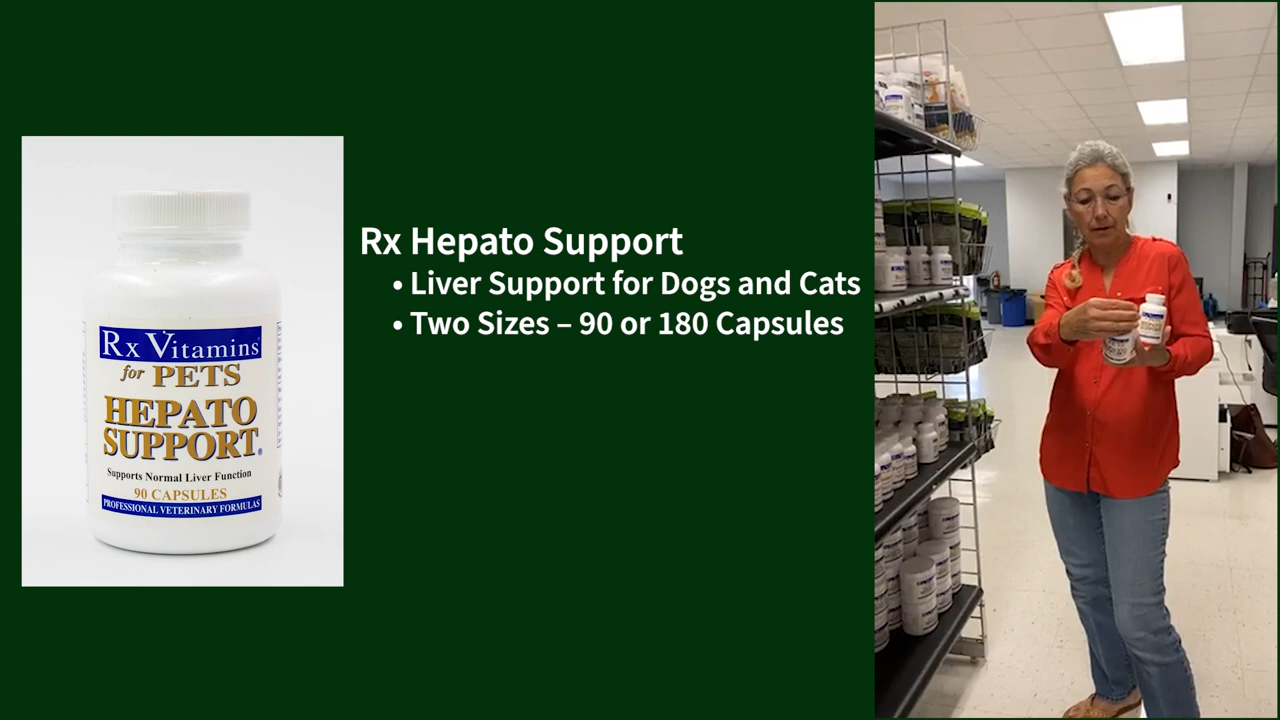 Rx Vitamins®
for PETS
HEPATO
SUPPORT®
Supports Normal Liver Function
90 CAPSULES
PROFESSIONAL VETERINARY FORMULAS
Rx Hepato Support
• Liver Support for Dogs and Cats
• Two Sizes – 90 or 180 Capsules